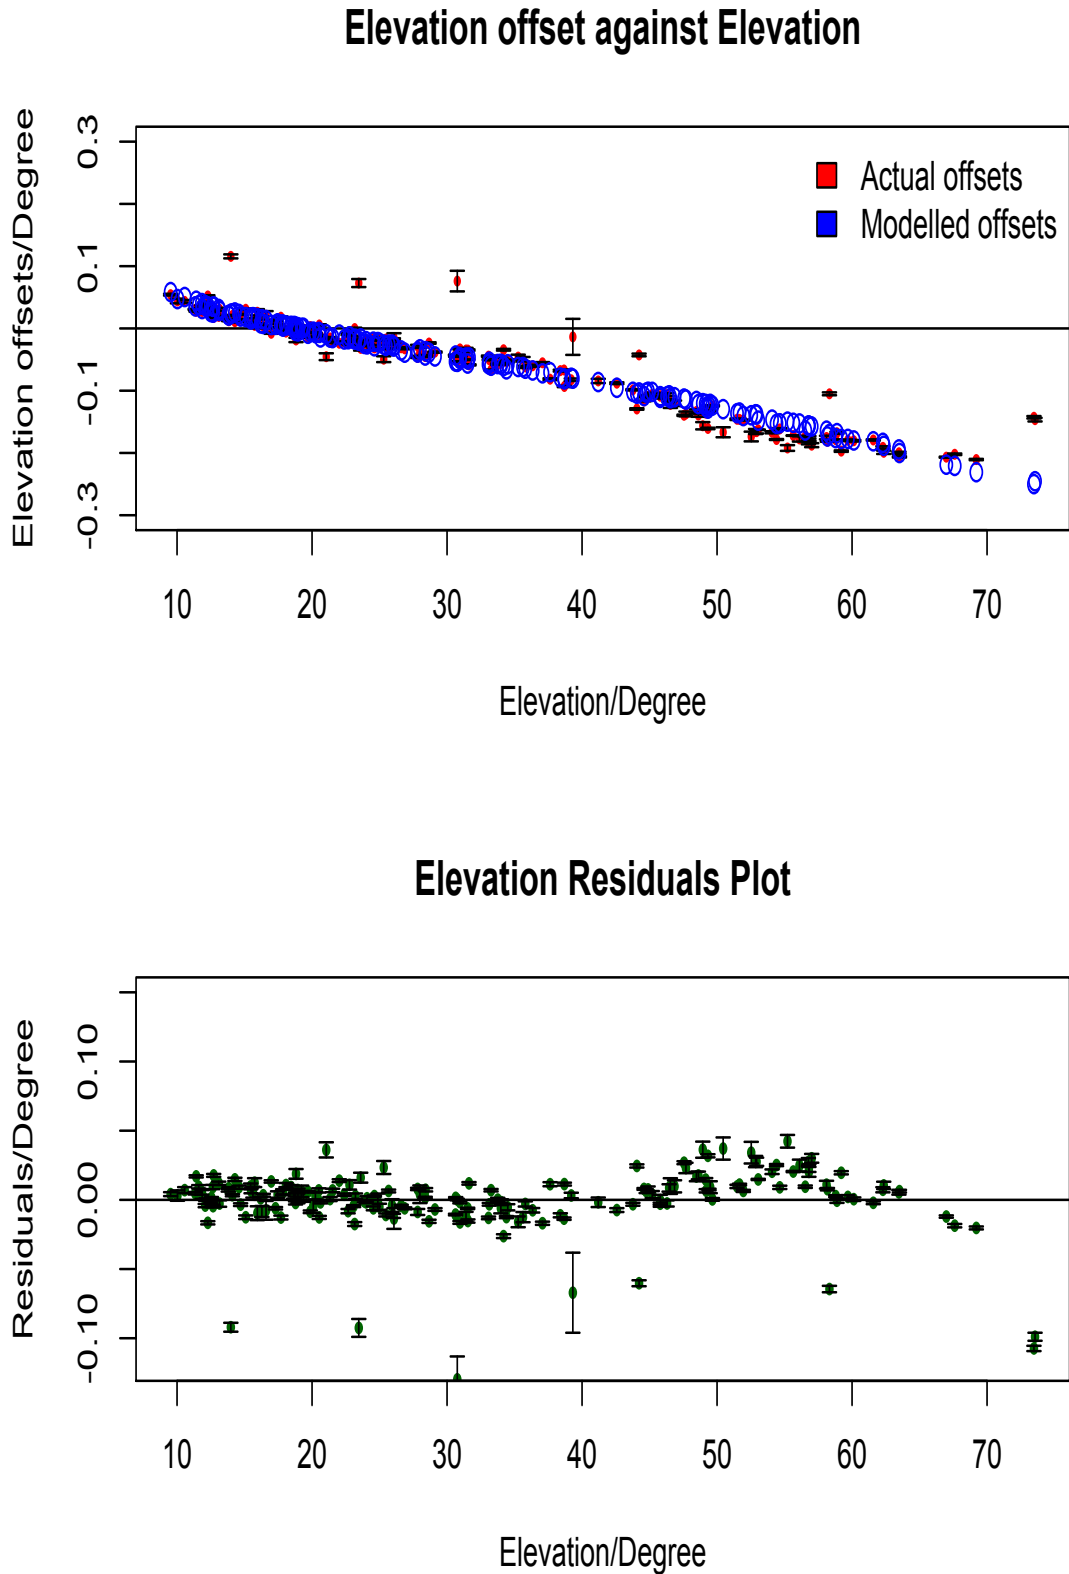 Elevation offset against Elevation
Elevation offsets/Degree
0.3
0.1
-0.1
-0.3
Actual offsets
Modelled offsets
10 20 30 40 50 60 70
Elevation/Degree
Elevation Residuals Plot
Residuals/Degree
0.10
0.00
-0.10
10 20 30 40 50 60 70
Elevation/Degree